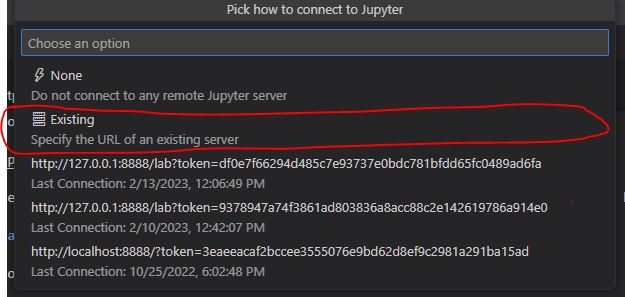 Pick how to connect to Jupyter
Choose an option
None
Do not connect to any remote Jupyter server
Existing
Specify the URL of an existing server
http://127.0.0.1:8888/lab?token=df0e7f66294d485c7e93737e0bdc781bfdd65fc0489ad6fa
Last Connection: 2/13/2023, 12:06:49 PM
http://127.0.0.1:8888/lab?token=9378947a74f3861ad803836a8acc88c2e142619786a914e0
Last Connection: 2/10/2023, 12:42:07 PM
http://localhost:8888/?token=3eaeeacaf2bccee3555076e9bd62d8ef9c2981a291ba15ad
Last Connection: 10/25/2022, 6:02:48 PM